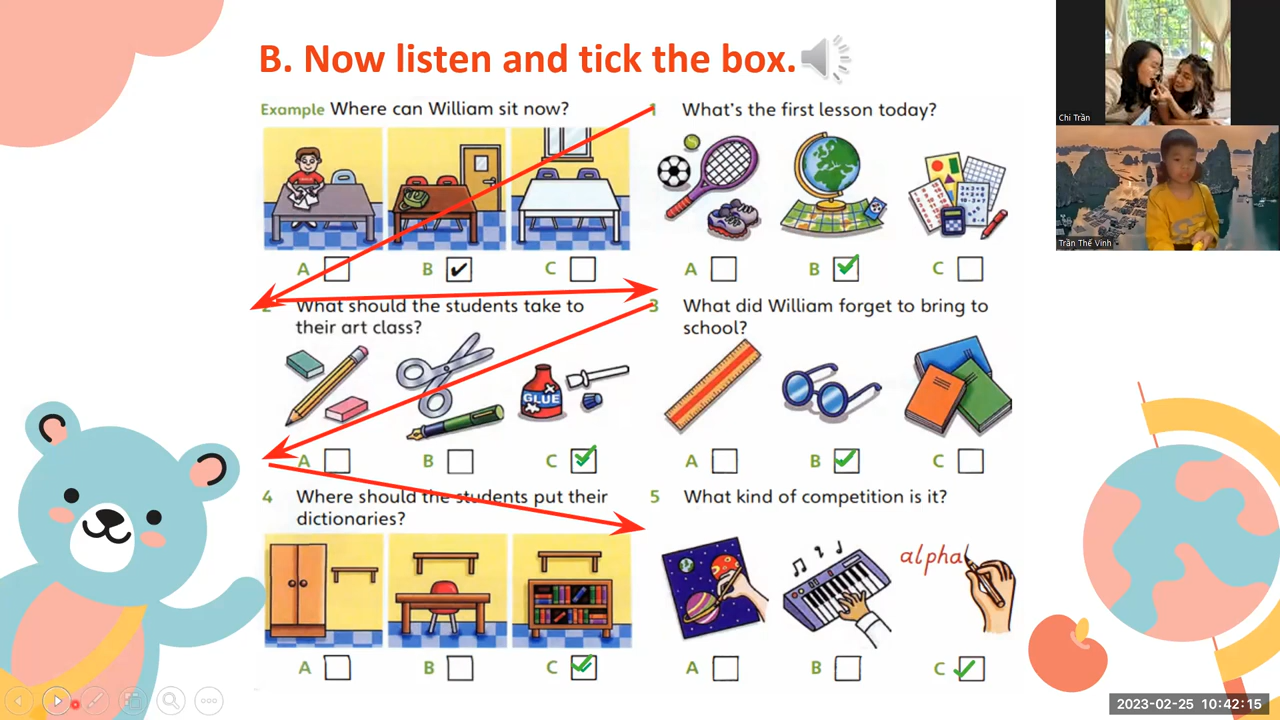 B. Now listen and tick the box.
Chi Trần
Trần Thế Vinh
Example Where can William sit now?
A
B
C
1 What's the first lesson today?
A
B
C
2 What should the students take to
their art class?
GLUE
A
B
C
3 What did William forget to bring to
school?
A
B
C
4 Where should the students put their
dictionaries?
A
B
C
5 What kind of competition is it?
alpha
A
B
C
2023-02-25 10:42:15